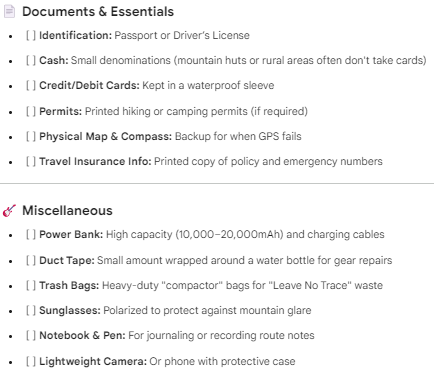 Documents & Essentials
[ ] Identification: Passport or Driver's License
[ ] Cash: Small denominations (mountain huts or rural areas often don't take cards)
[ ] Credit/Debit Cards: Kept in a waterproof sleeve
[ ] Permits: Printed hiking or camping permits (if required)
[ ] Physical Map & Compass: Backup for when GPS fails
[ ] Travel Insurance Info: Printed copy of policy and emergency numbers
Miscellaneous
[ ] Power Bank: High capacity (10,000–20,000mAh) and charging cables
[ ] Duct Tape: Small amount wrapped around a water bottle for gear repairs
[ ] Trash Bags: Heavy-duty "compactor" bags for "Leave No Trace" waste
[ ] Sunglasses: Polarized to protect against mountain glare
[ ] Notebook & Pen: For journaling or recording route notes
[ ] Lightweight Camera: Or phone with protective case